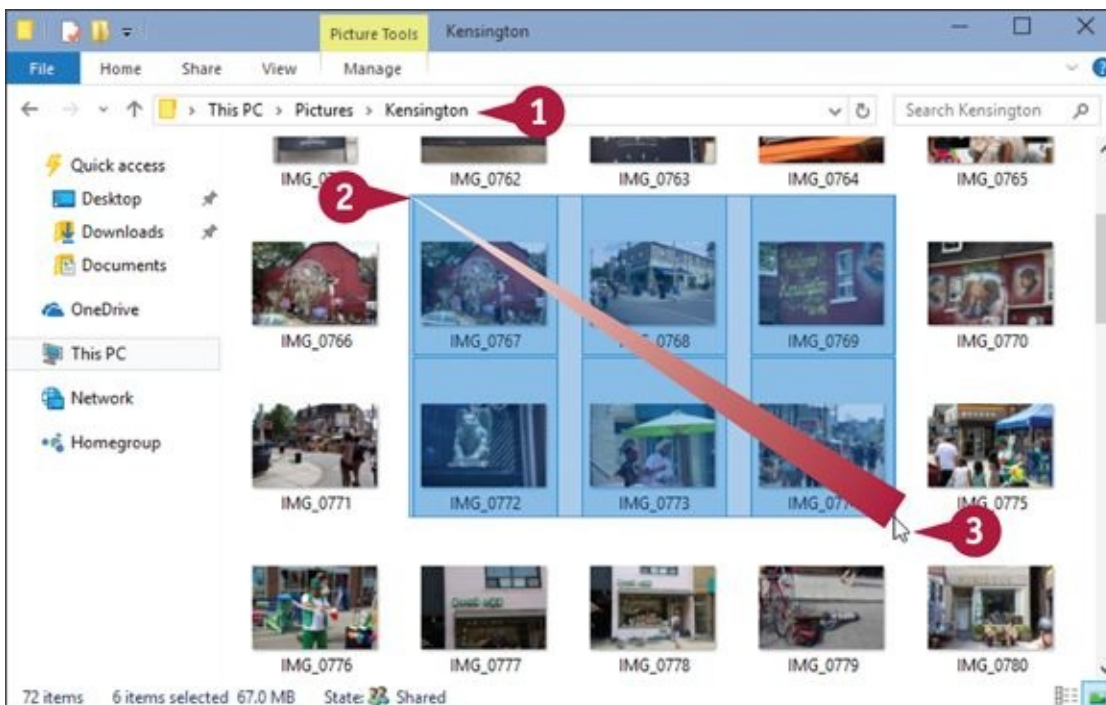 Picture Tools Kensington
File Home Share View Manage
This PC > Pictures > Kensington 1 Search Kensington
Quick access
Desktop
Downloads
Documents
OneDrive
This PC
Network
Homegroup
IMG_0762 IMG_0763 IMG_0764 IMG_0765
2
IMG_0766 IMG_0767 IMG_0768 IMG_0769 IMG_0770
IMG_0771 IMG_0772 IMG_0773 IMG_0775
3
IMG_0776 IMG_0777 IMG_0778 IMG_0779 IMG_0780
72 items 6 items selected 67.0 MB State: Shared